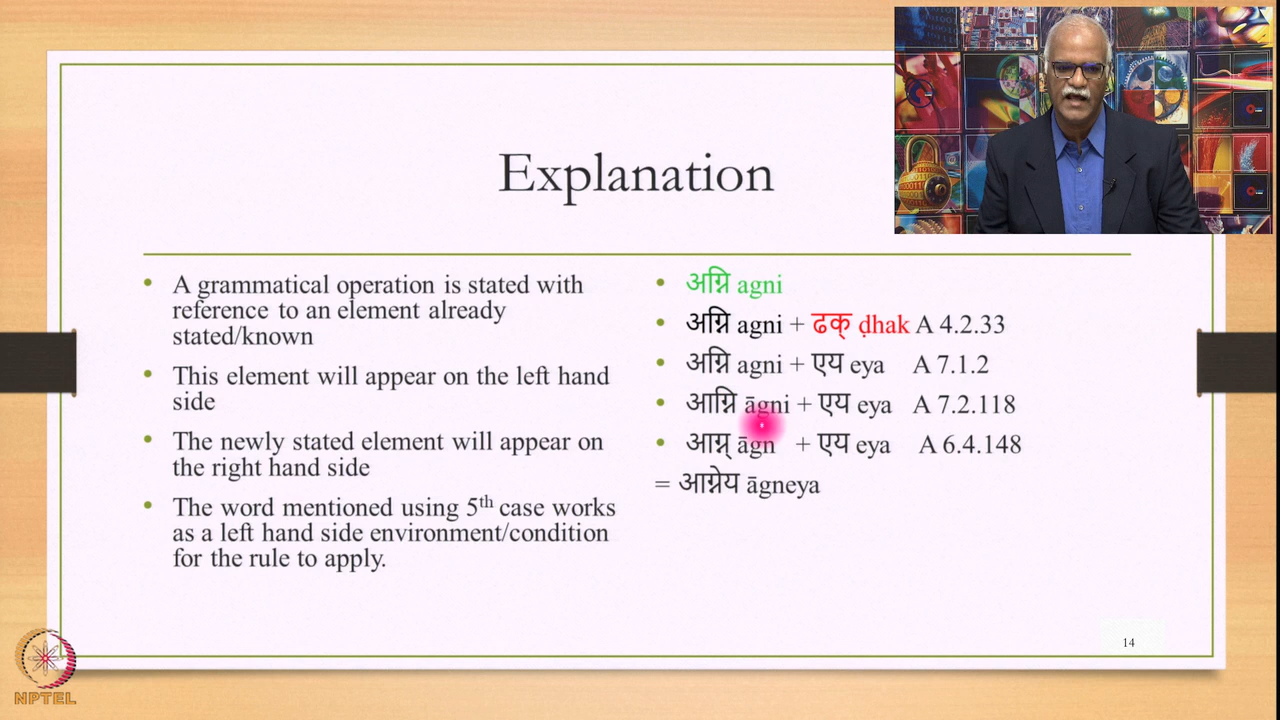 Explanation
• A grammatical operation is stated with
reference to an element already
stated/known
• This element will appear on the left hand
side
• The newly stated element will appear on
the right hand side
• The word mentioned using 5th case works
as a left hand side environment/condition
for the rule to apply.
• अग्नि agni
• अग्नि agni + ढक् ḍhak A 4.2.33
• अग्नि agni + एय eya A 7.1.2
• आग्नि āgni + एय eya A 7.2.118
• आग्न् āgn + एय eya A 6.4.148
= आग्नेय āgneya
14
NPTEL